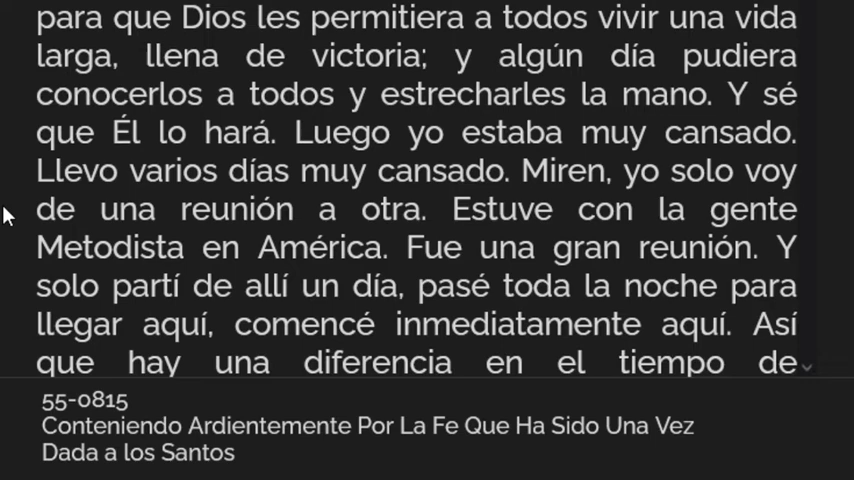 para que Dios les permitiera a todos vivir una vida
larga, llena de victoria; y algún día pudiera
conocerlos a todos y estrecharles la mano. Y sé
que Él lo hará. Luego yo estaba muy cansado.
Llevo varios días muy cansado. Miren, yo solo voy
de una reunión a otra. Estuve con la gente
Metodista en América. Fue una gran reunión. Y
solo partí de allí un día, pasé toda la noche para
llegar aquí, comencé inmediatamente aquí. Así
que hay una diferencia en el tiempo de
55-0815
Conteniendo Ardientemente Por La Fe Que Ha Sido Una Vez
Dada a los Santos